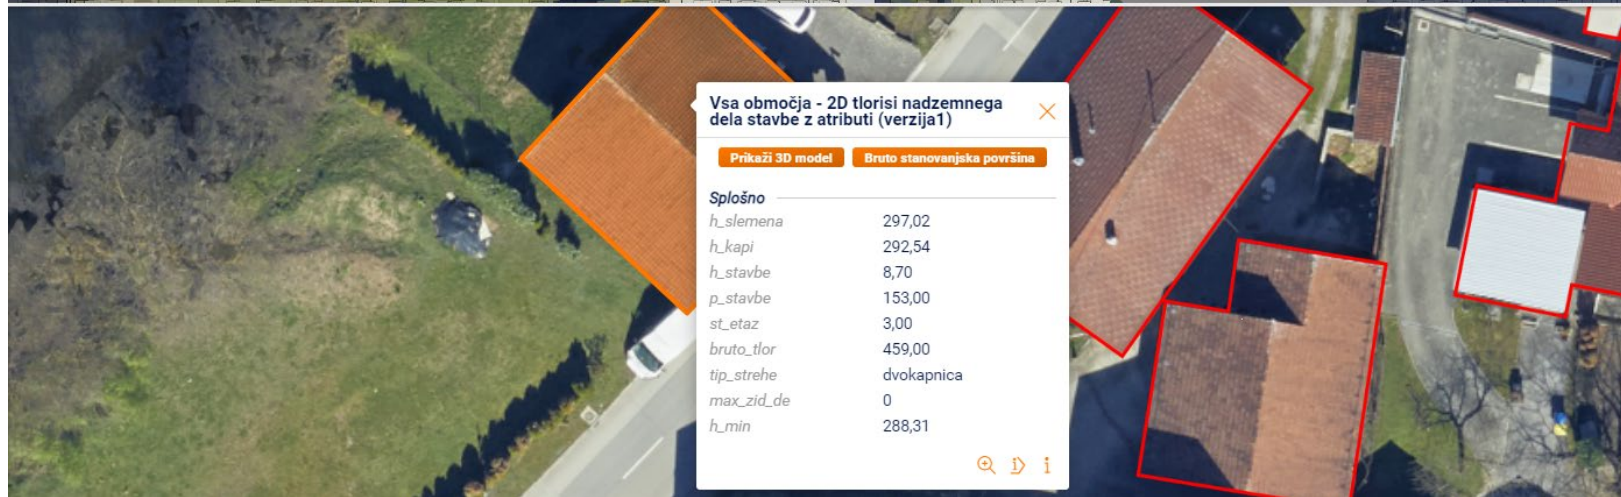 Vsa območja - 2D tlorisi nadzemnega
dela stavbe z atributi (verzija1)
Prikaži 3D model Bruto stanovanjska površina
Splošno
h_slemena 297,02
h_kapi 292,54
h_stavbe 8,70
p_stavbe 153,00
st_etaz 3,00
bruto_tlor 459,00
tip_strehe dvokapnica
max_zid_de 0
h_min 288,31